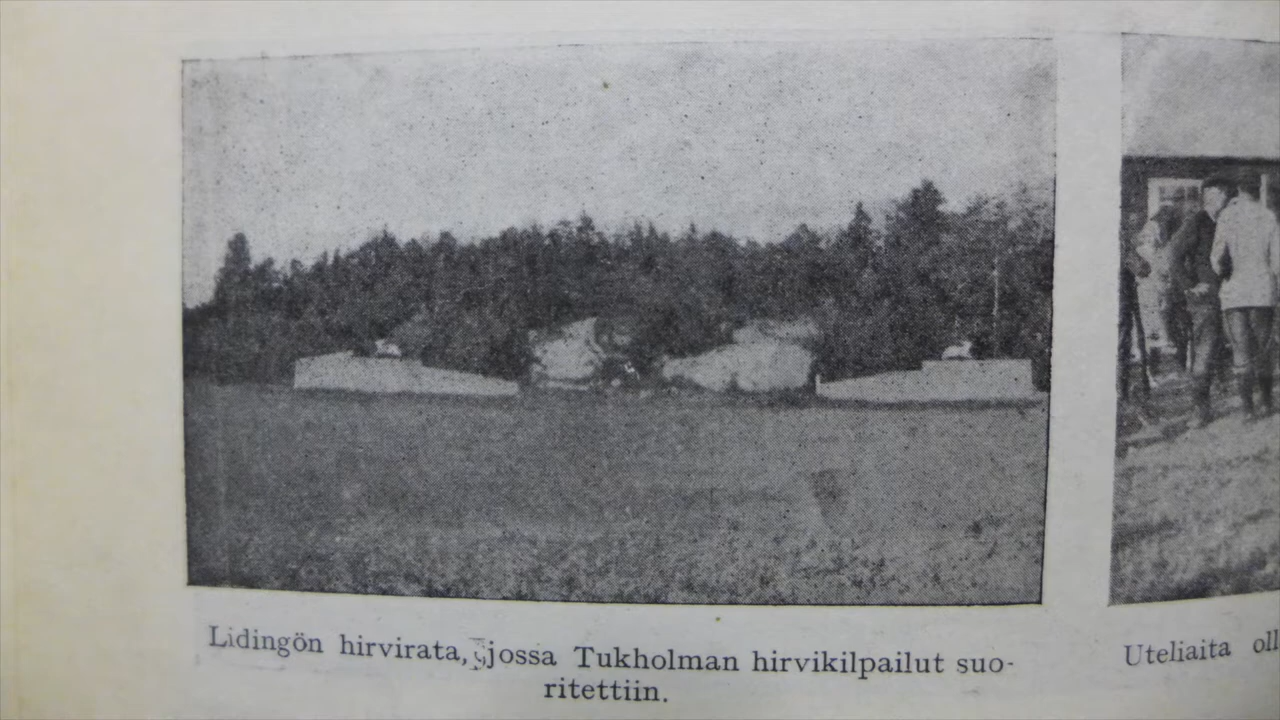 Lidingön hirvirata, jossa Tukholman hirvikilpailut suo-
ritettiin.
Uteliaita oll